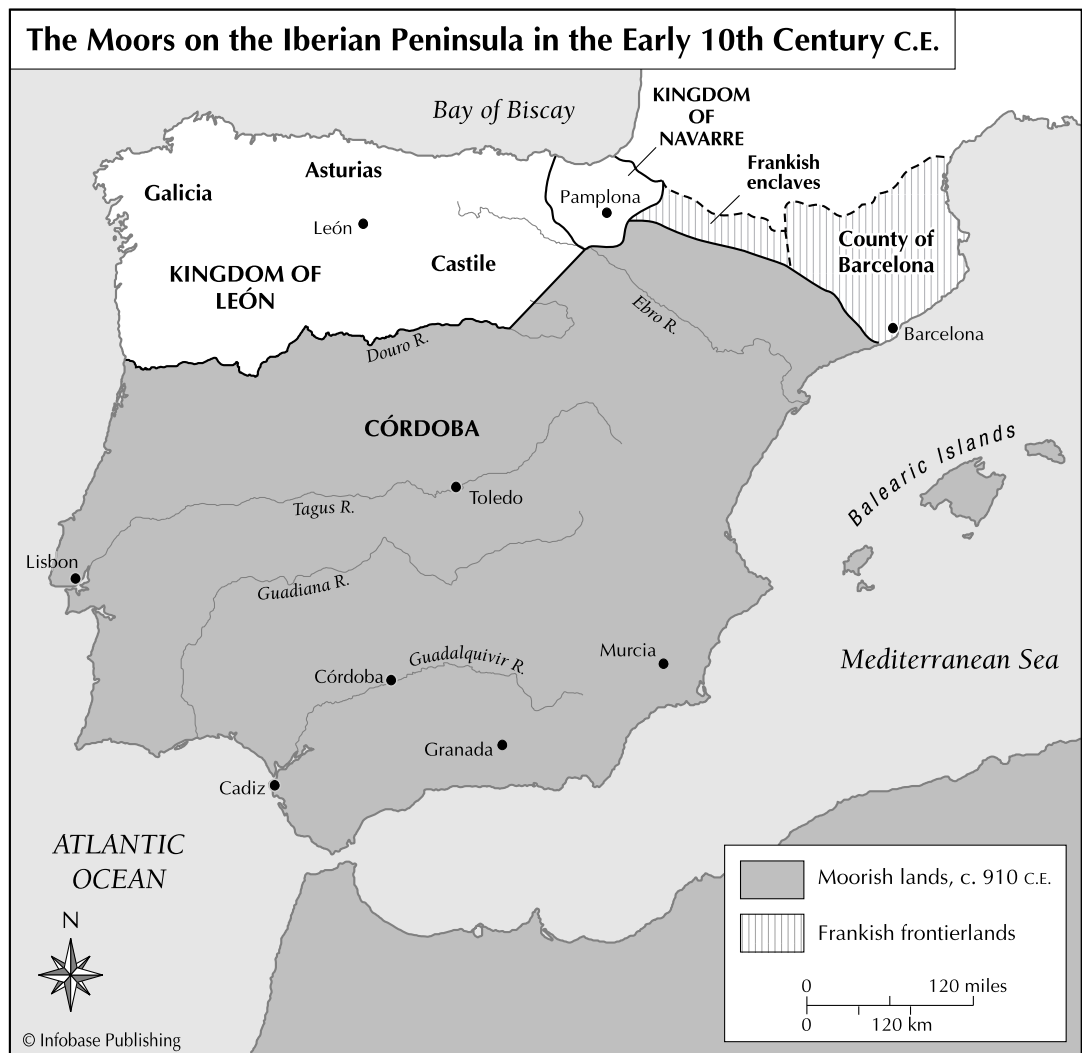 The Moors on the Iberian Peninsula in the Early 10th Century C.E.
Bay of Biscay
KINGDOM
OF
NAVARRE
Frankish
enclaves
Asturias
Galicia
Pamplona
León
County of
Barcelona
Castile
KINGDOM OF
LEÓN
Ebro R.
Barcelona
Douro R.
CÓRDOBA
Balearic Islands
Toledo
Tagus R.
Lisbon
Guadiana R.
Murcia
Guadalquivir R.
Mediterranean Sea
Córdoba
Granada
Cadiz
ATLANTIC
OCEAN
N
Moorish lands, c. 910 C.E.
Frankish frontierlands
0 120 miles
0 120 km
© Infobase Publishing